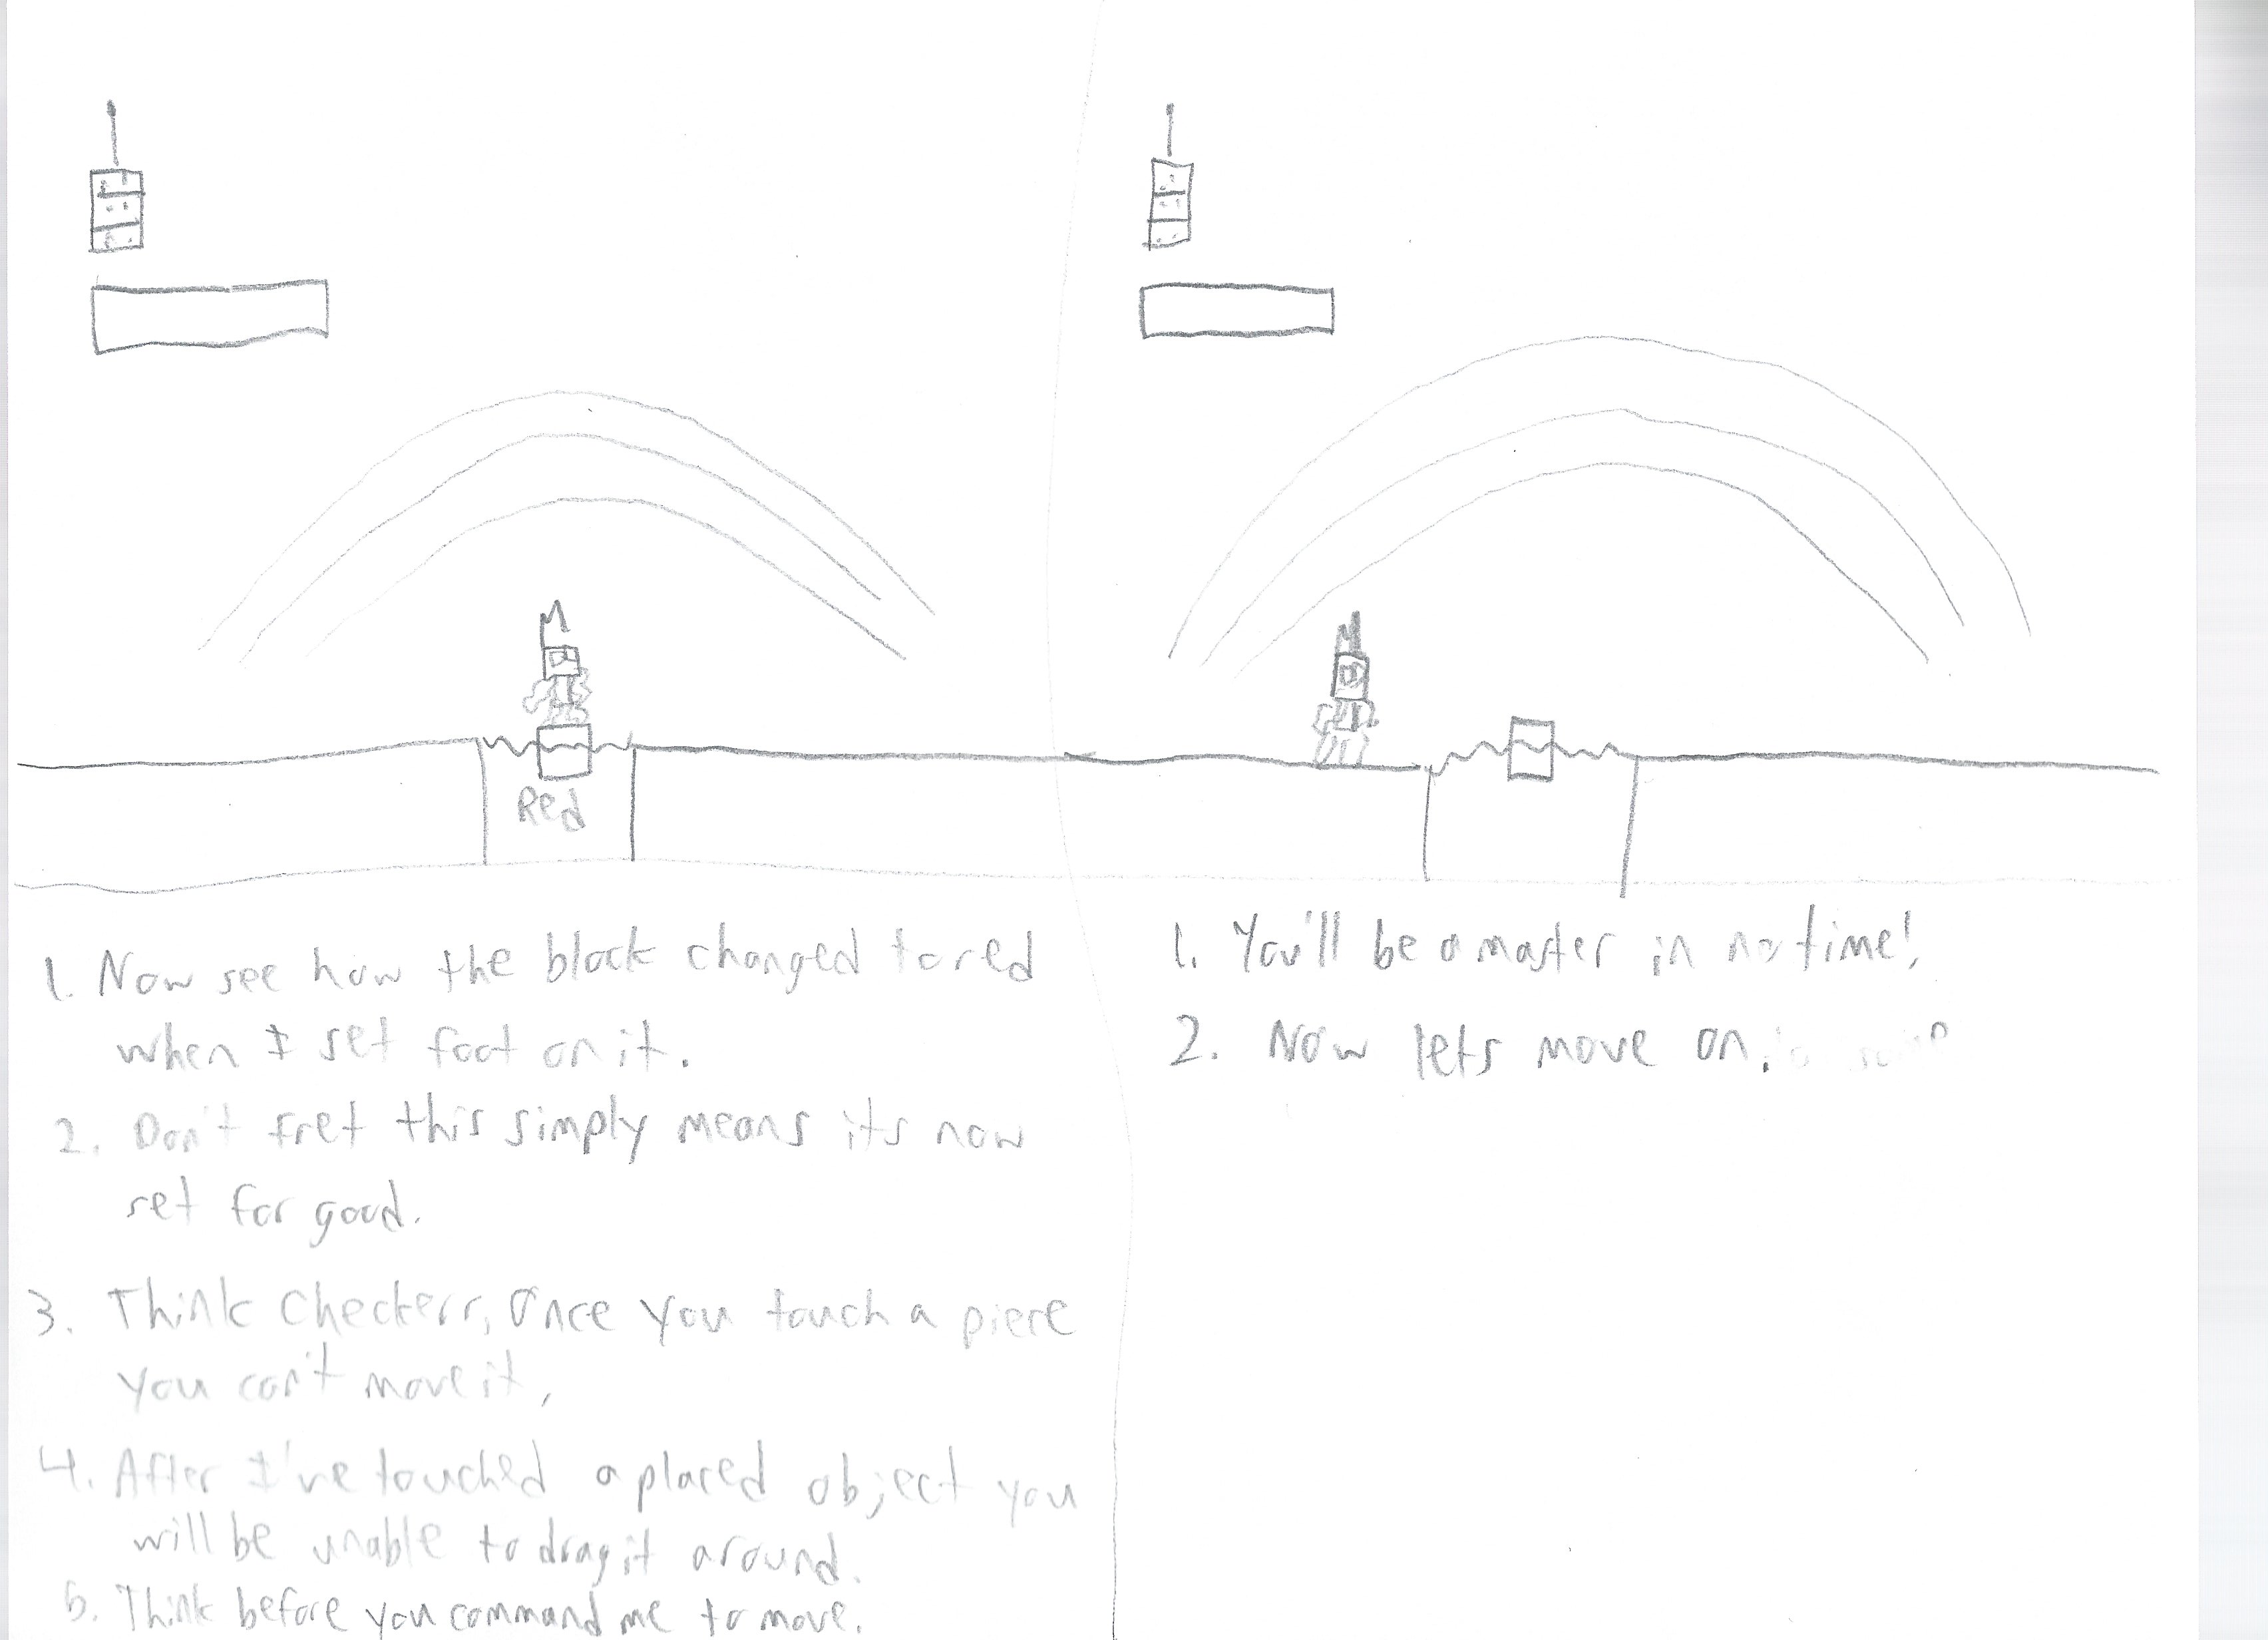 Red
1. Now see how the block changed to red
when I set foot on it.
2. Don't fret this simply means its now
set for good.
3. Think Checkers, Once you touch a piece
you can't move it,
4. After I've touched a placed object you
will be unable to drag it around.
5. Think before you command me to move.
1. You'll be a master in no time!
2. Now lets move on.